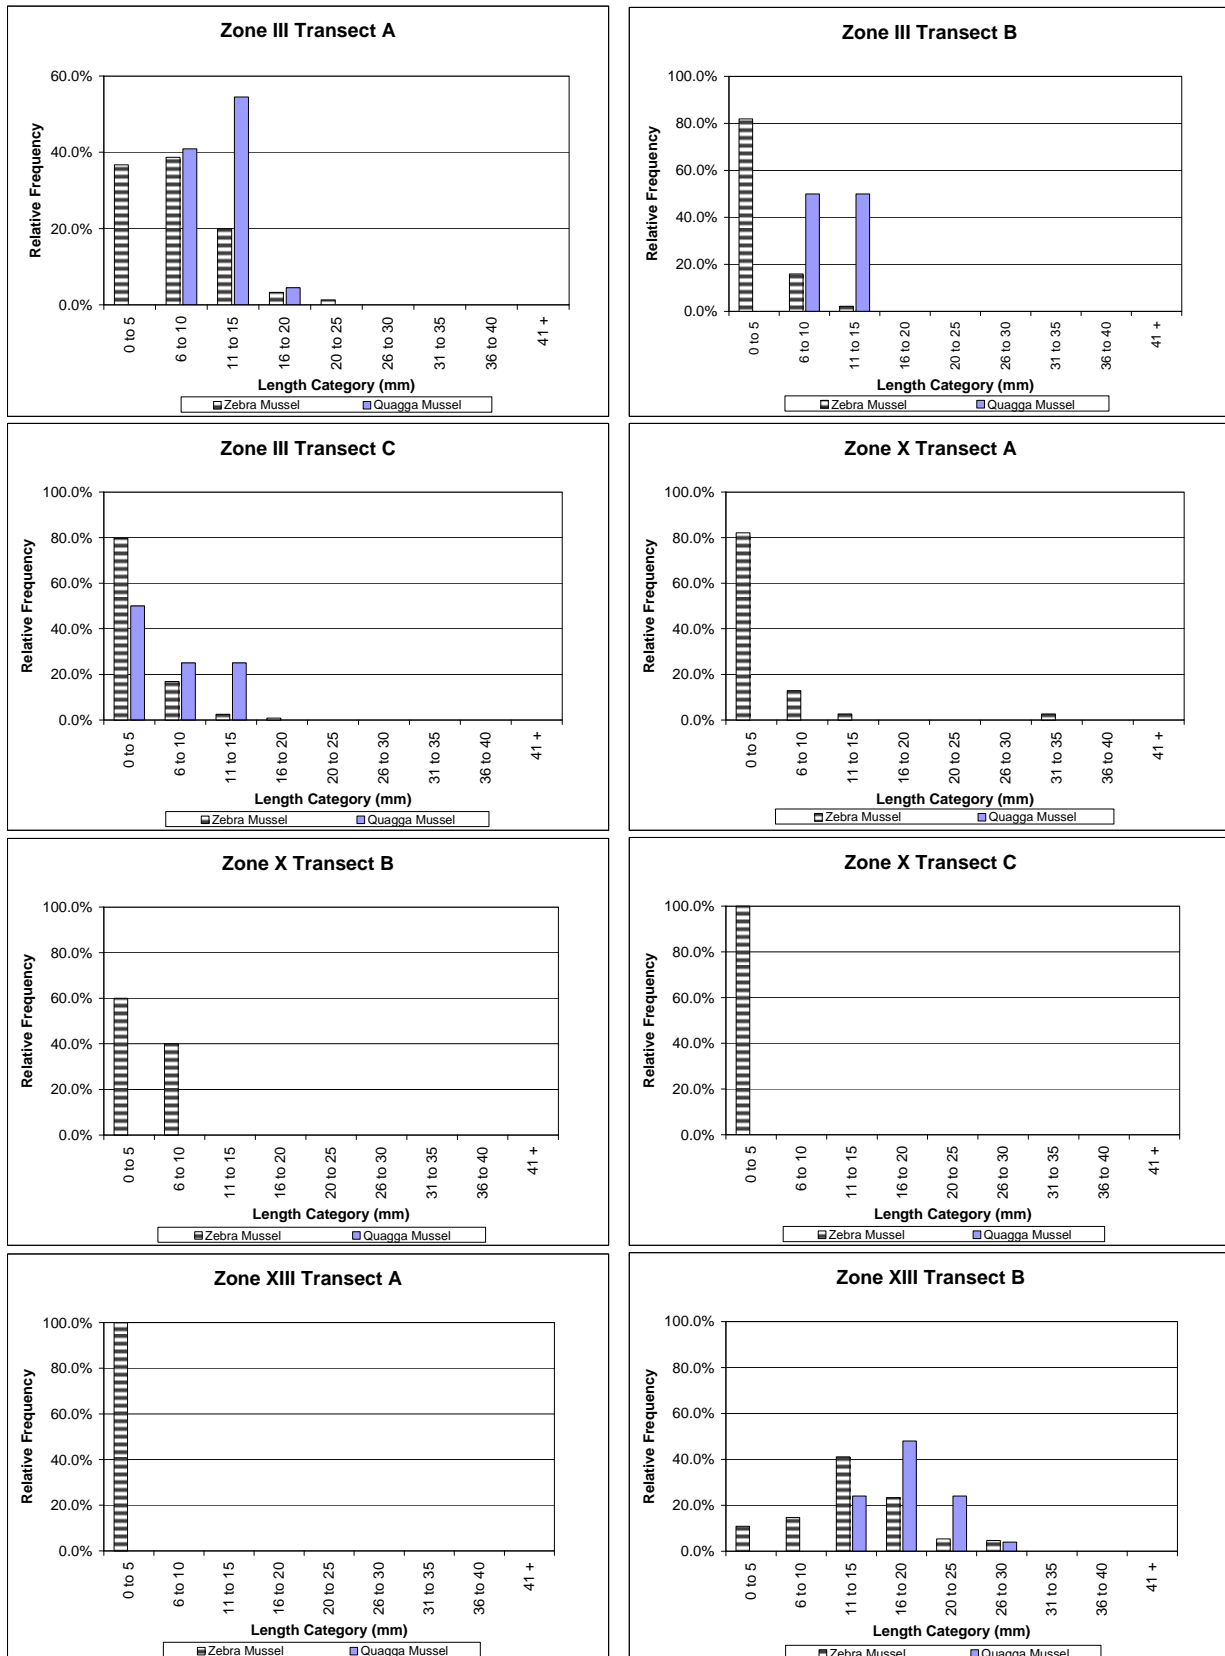 Zone III Transect A
60.0%
40.0%
20.0%
0.0%
Relative Frequency
0 to 5
6 to 10
11 to 15
16 to 20
20 to 25
26 to 30
31 to 35
36 to 40
41 +
Length Category (mm)
Zebra Mussel Quagga Mussel
Zone III Transect B
100.0%
80.0%
60.0%
40.0%
20.0%
0.0%
Relative Frequency
0 to 5
6 to 10
11 to 15
16 to 20
20 to 25
26 to 30
31 to 35
36 to 40
41 +
Length Category (mm)
Zebra Mussel Quagga Mussel
Zone III Transect C
100.0%
80.0%
60.0%
40.0%
20.0%
0.0%
Relative Frequency
0 to 5
6 to 10
11 to 15
16 to 20
20 to 25
26 to 30
31 to 35
36 to 40
41 +
Length Category (mm)
Zebra Mussel Quagga Mussel
Zone X Transect A
100.0%
80.0%
60.0%
40.0%
20.0%
0.0%
Relative Frequency
0 to 5
6 to 10
11 to 15
16 to 20
20 to 25
26 to 30
31 to 35
36 to 40
41 +
Length Category (mm)
Zebra Mussel Quagga Mussel
Zone X Transect B
100.0%
80.0%
60.0%
40.0%
20.0%
0.0%
Relative Frequency
0 to 5
6 to 10
11 to 15
16 to 20
20 to 25
26 to 30
31 to 35
36 to 40
41 +
Length Category (mm)
Zebra Mussel Quagga Mussel
Zone X Transect C
100.0%
80.0%
60.0%
40.0%
20.0%
0.0%
Relative Frequency
0 to 5
6 to 10
11 to 15
16 to 20
20 to 25
26 to 30
31 to 35
36 to 40
41 +
Length Category (mm)
Zebra Mussel Quagga Mussel
Zone XIII Transect A
100.0%
80.0%
60.0%
40.0%
20.0%
0.0%
Relative Frequency
0 to 5
6 to 10
11 to 15
16 to 20
20 to 25
26 to 30
31 to 35
36 to 40
41 +
Length Category (mm)
Zebra Mussel Quagga Mussel
Zone XIII Transect B
100.0%
80.0%
60.0%
40.0%
20.0%
0.0%
Relative Frequency
0 to 5
6 to 10
11 to 15
16 to 20
20 to 25
26 to 30
31 to 35
36 to 40
41 +
Length Category (mm)
Zebra Mussel Quagga Mussel